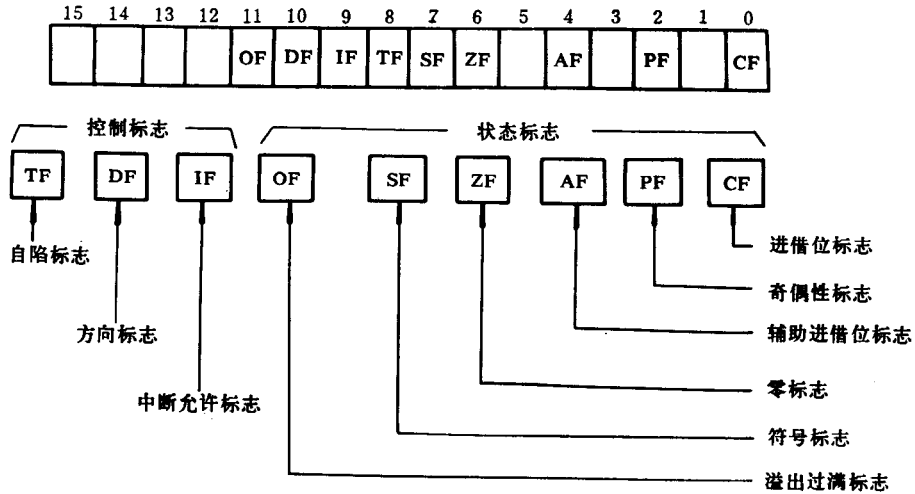 15 14 13 12 11 10 9 8 7 6 5 4 3 2 1 0
OF DF IF TF SF ZF AF PF CF
控制标志 状态标志
TF DF IF OF SF ZF AF PF CF
自陷标志 进借位标志
奇偶性标志
方向标志 辅助进借位标志
零标志
中断允许标志
符号标志
溢出过满标志